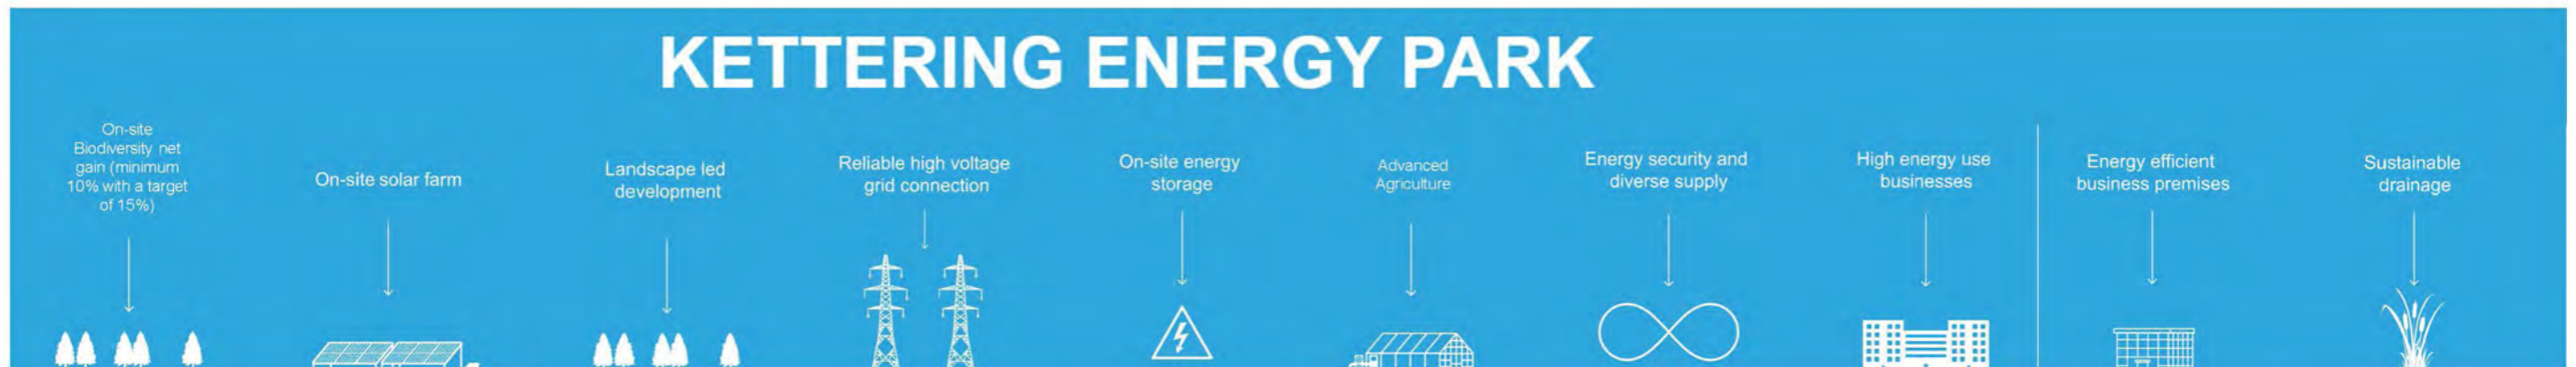 KETTERING ENERGY PARK
On-site
Biodiversity net
gain (minimum
10% with a target
of 15%)
On-site solar farm
Landscape led
development
Reliable high voltage
grid connection
On-site energy
storage
Advanced
Agriculture
Energy security and
diverse supply
High energy use
businesses
Energy efficient
business premises
Sustainable
drainage